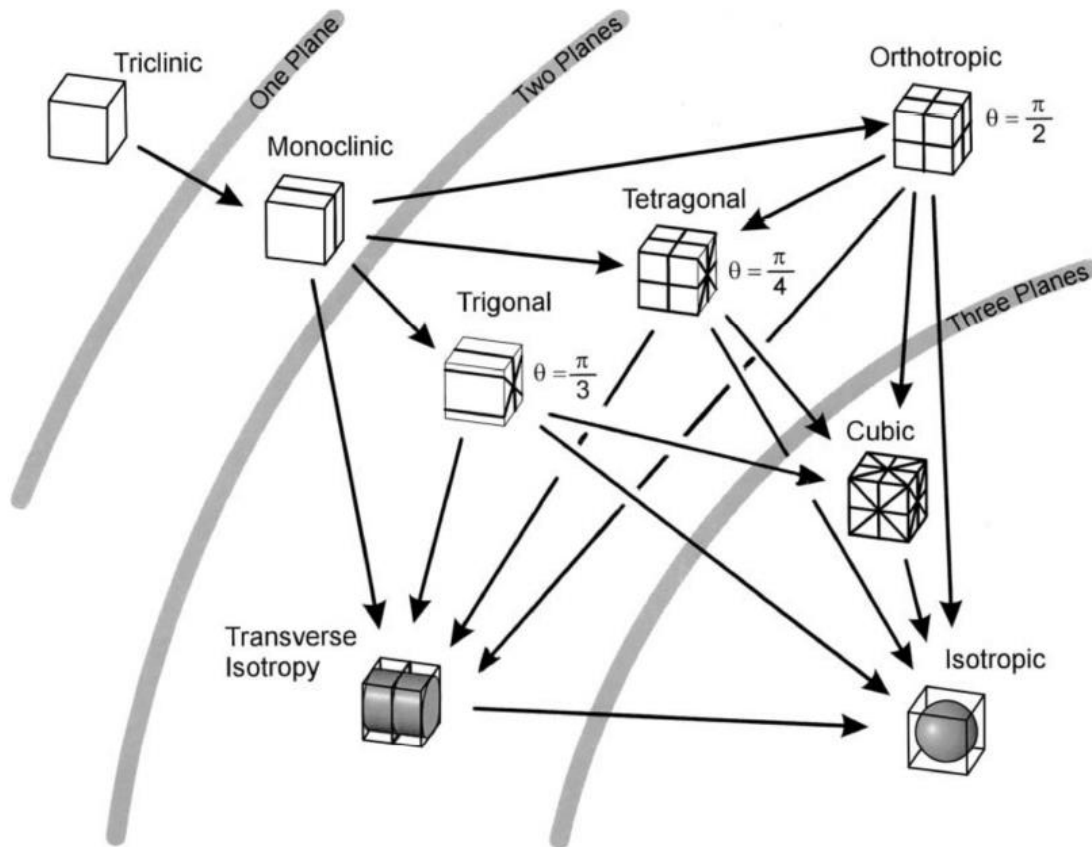 Triclinic
One Plane
Two Planes
Orthotropic
θ = π/2
Monoclinic
Tetragonal
θ = π/4
Three Planes
Trigonal
θ = π/3
Cubic
Transverse
Isotropy
Isotropic